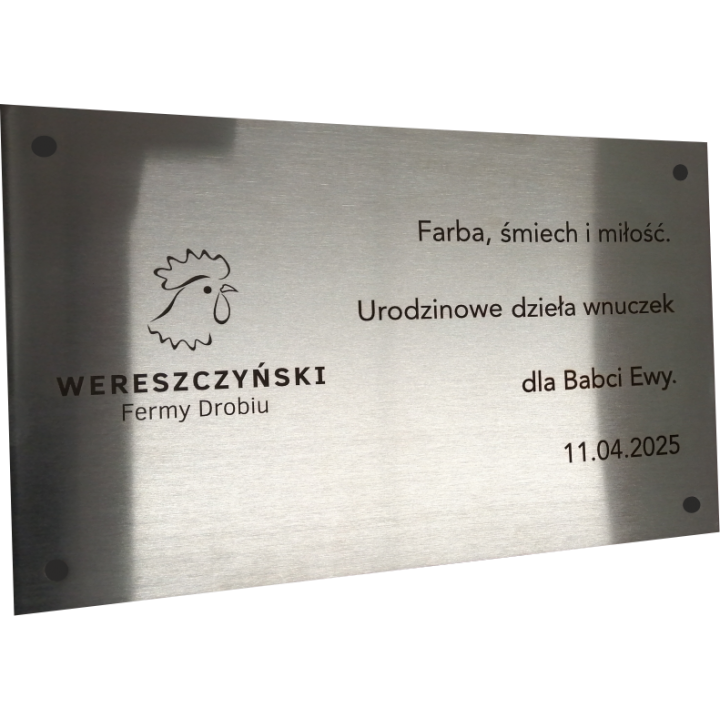 WERESZCZYŃSKI
Fermy Drobiu
Farba, śmiech i miłość.
Urodzinowe dzieła wnuczek
dla Babci Ewy.
11.04.2025